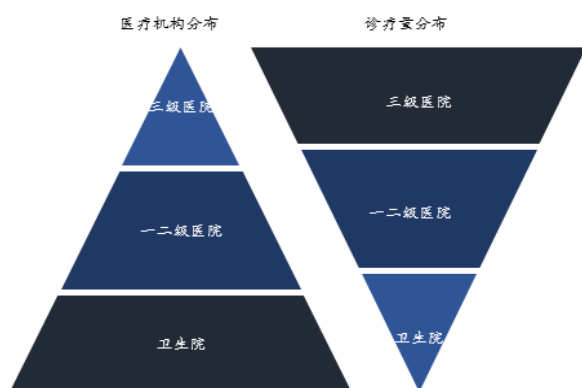 医疗机构分布
三级医院
一二级医院
卫生院
诊疗量分布
三级医院
一二级医院
卫生院